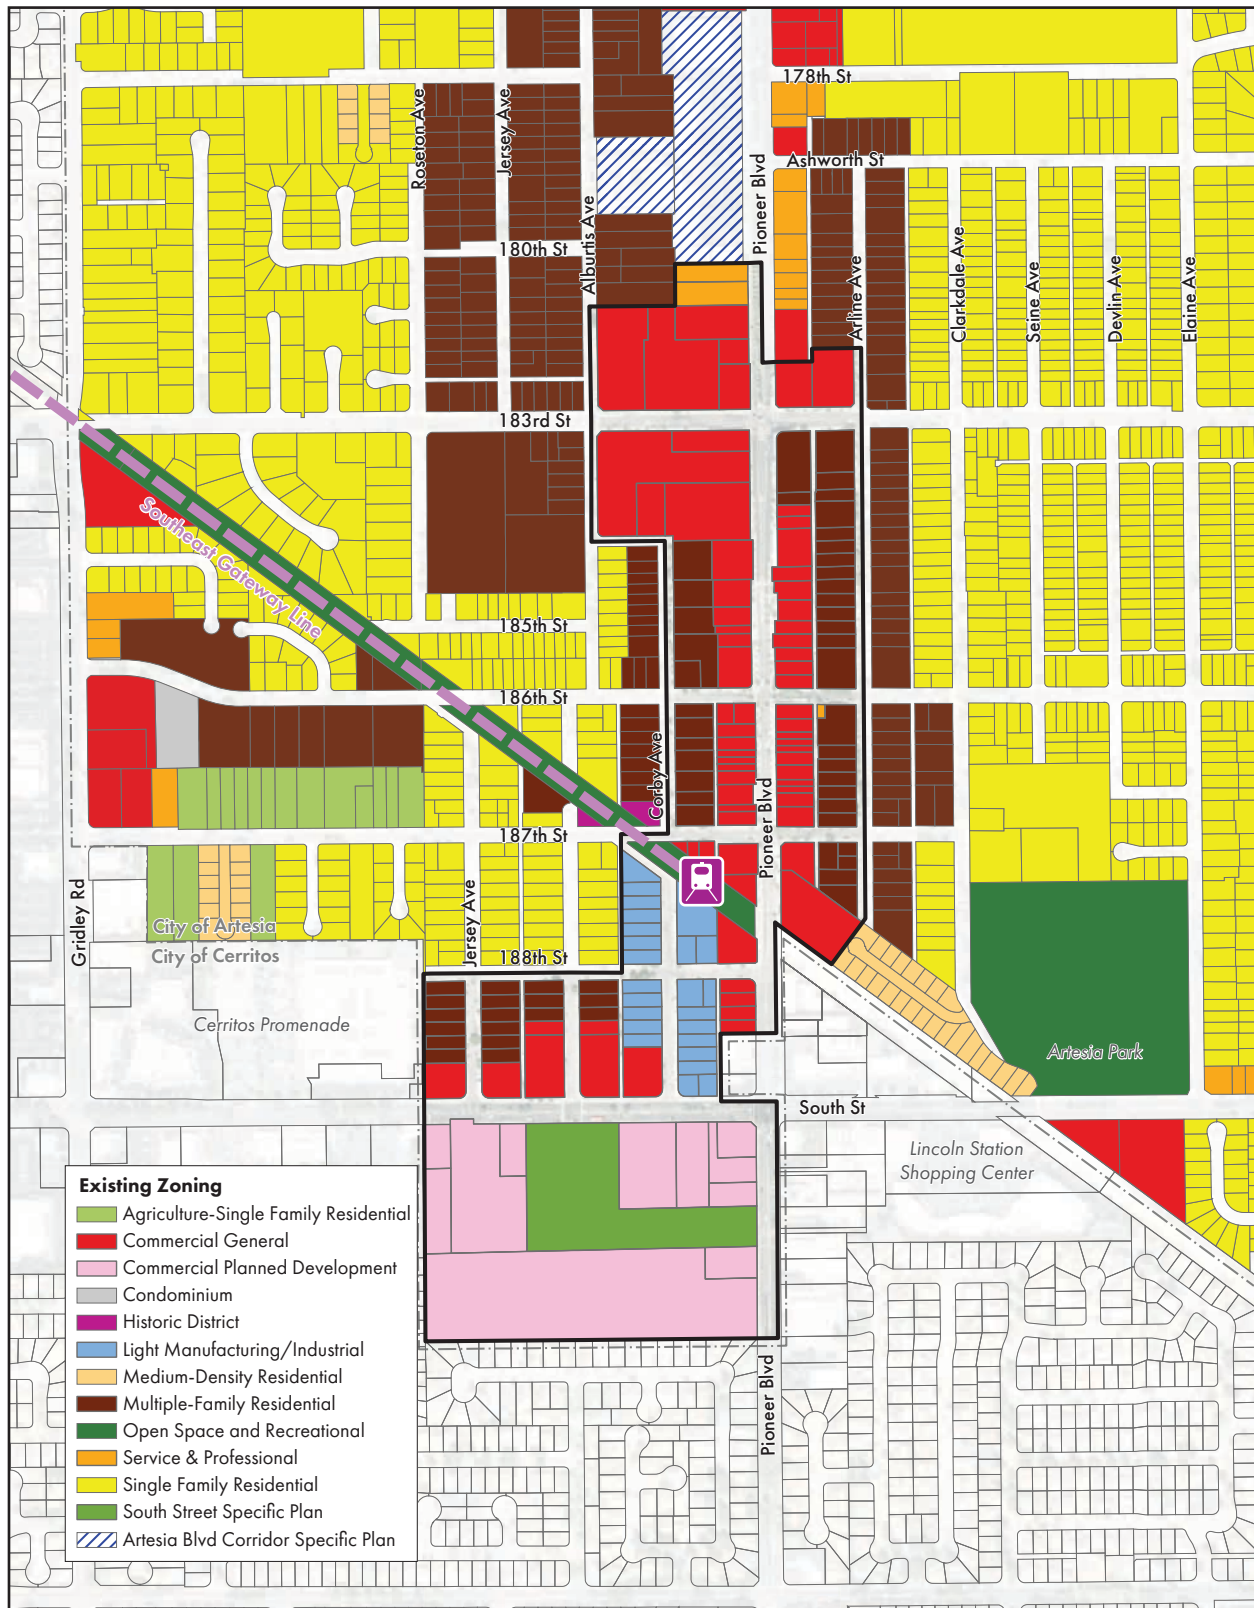 178th St
Roseton Ave
Jersey Ave
Ashworth St
Pioneer Blvd
Alburtis Ave
180th St
Arline Ave
Clarkdale Ave
Seine Ave
Devlin Ave
Elaine Ave
183rd St
Southeast Gateway Line
185th St
186th St
Corby Ave
Pioneer Blvd
187th St
Gridley Rd
Jersey Ave
City of Artesia
City of Cerritos
188th St
Cerritos Promenade
Artesia Park
South St
Lincoln Station
Shopping Center
Existing Zoning
Agriculture-Single Family Residential
Commercial General
Commercial Planned Development
Condominium
Historic District
Light Manufacturing/Industrial
Medium-Density Residential
Multiple-Family Residential
Open Space and Recreational
Service & Professional
Single Family Residential
South Street Specific Plan
Artesia Blvd Corridor Specific Plan
Pioneer Blvd